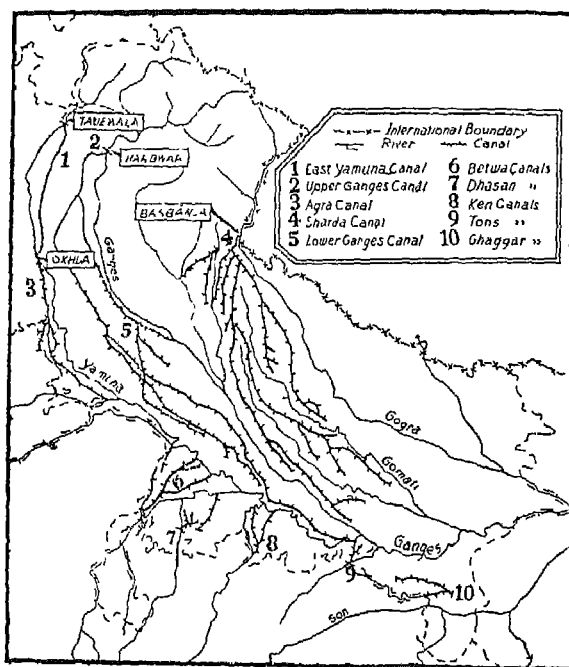 TAJEWALA
2
HARDWAR
1
International Boundary
River Canal
1 East Yamuna Canal
2 Upper Ganges Canal
3 Agra Canal
4 Sharda Canal
5 Lower Ganges Canal
6 Betwa Canals
7 Dhasan "
8 Ken Canals
9 Tons "
10 Ghaggar "
BANBASA
4
Ganges
OKHLA
3
5
Yamuna
Gogra
Gomati
6
7
8
Ganges
9
10
Son